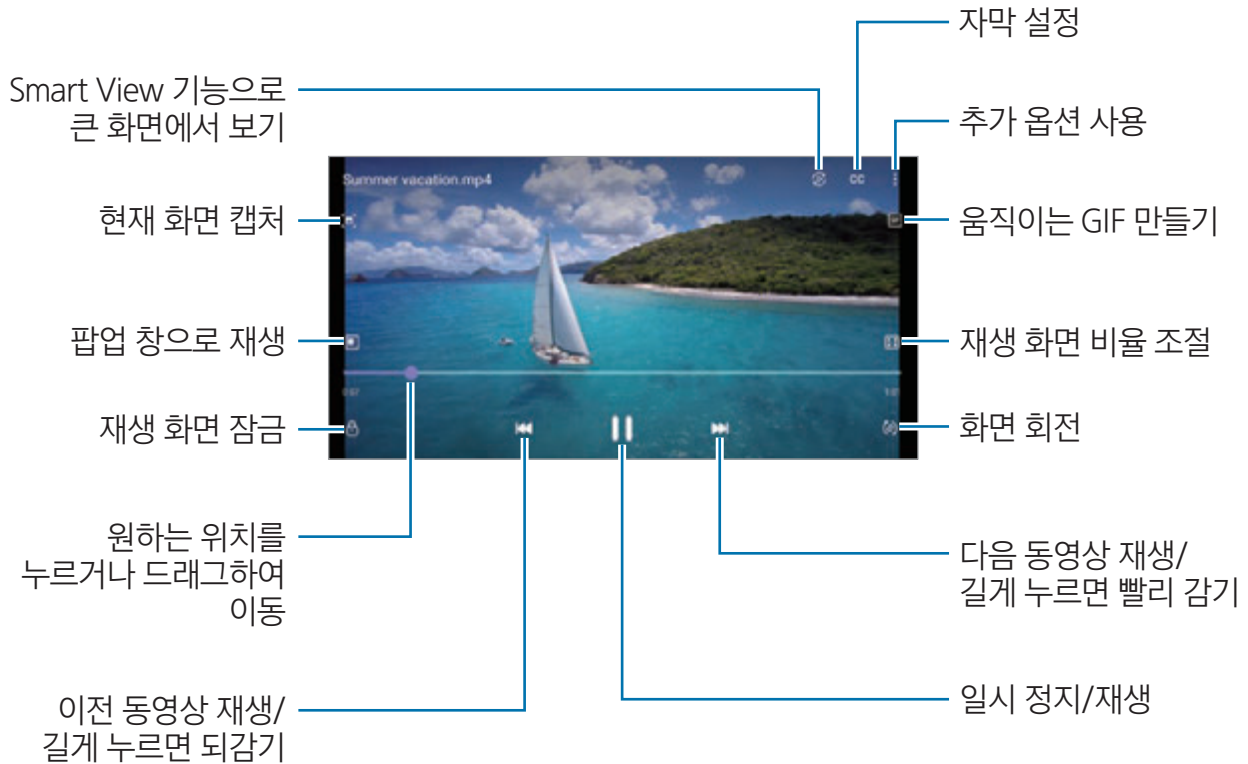 자막 설정
Smart View 기능으로
큰 화면에서 보기
추가 옵션 사용
Summer vacation.mp4
CC
현재 화면 캡처
움직이는 GIF 만들기
팝업 창으로 재생
재생 화면 비율 조절
재생 화면 잠금
화면 회전
원하는 위치를
누르거나 드래그하여
이동
다음 동영상 재생/
길게 누르면 빨리 감기
이전 동영상 재생/
길게 누르면 되감기
일시 정지/재생